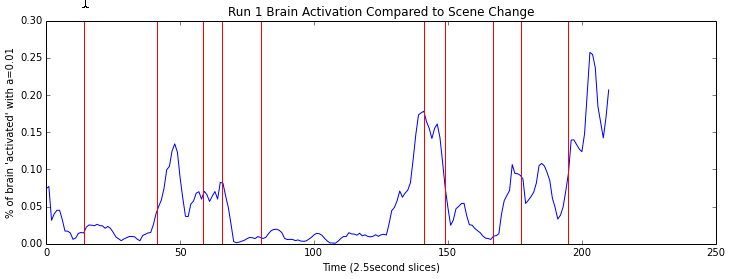 Run 1 Brain Activation Compared to Scene Change
% of brain 'activated' with a=0.01
0.30
0.25
0.20
0.15
0.10
0.05
0.00
0 50 100 150 200 250
Time (2.5second slices)